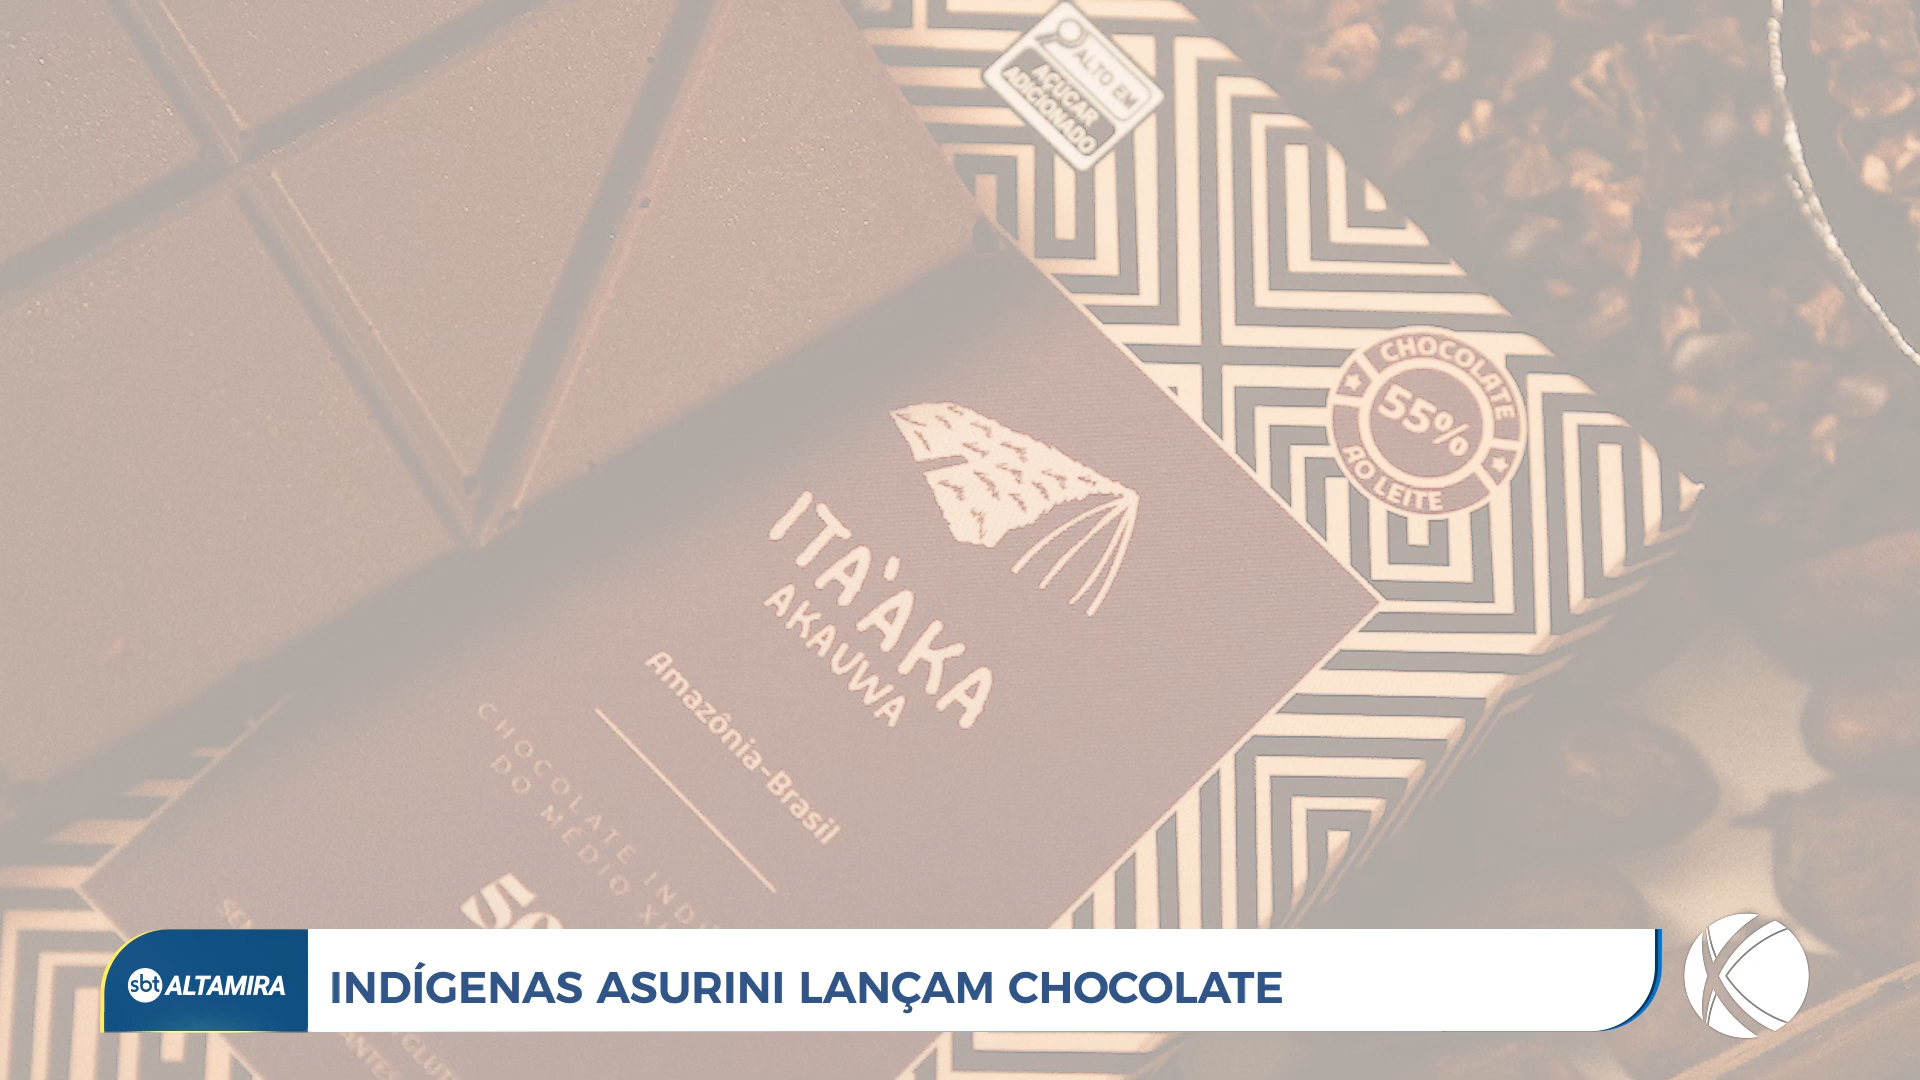 ALTO EM
AÇÚCAR
ADICIONADO
CHOCOLATE
55%
AO LEITE
ITA'AKA
AKAUWA
Amazônia-Brasil
CHOCOLATE
DO MÉDIO
sbt ALTAMIRA
INDÍGENAS ASURINI LANÇAM CHOCOLATE